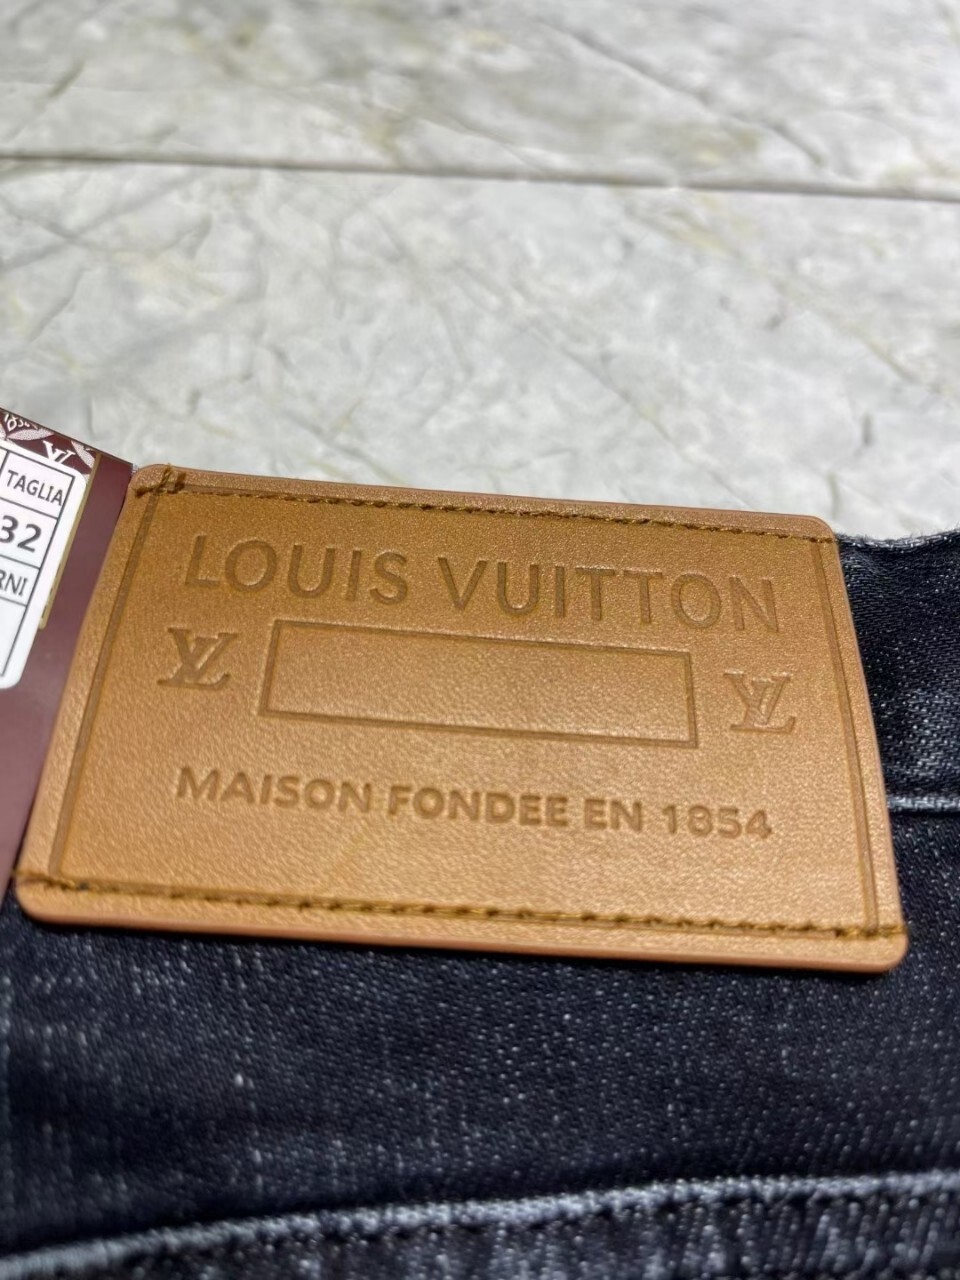 TAGLIA
32
RNI
LOUIS VUITTON
LV LV
MAISON FONDEE EN 1854